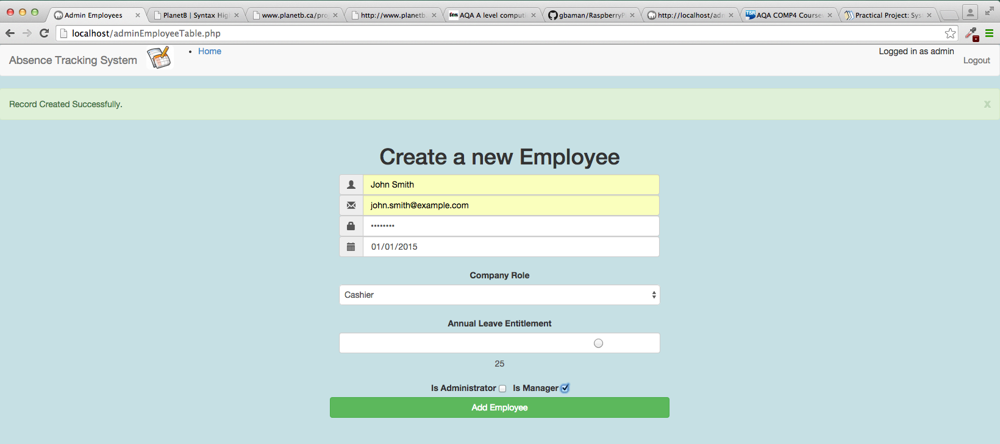 Admin Employees
PlanetB | Syntax Hig
www.planetb.ca/pro
http://www.planetb.
tes AQA A level comput
gbaman/RaspberryP
http://localhost/adm
TSR AQA COMP4 Course
Practical Project: Sys
localhost/adminEmployeeTable.php
Absence Tracking System
Home
Logged in as admin
Logout
Record Created Successfully.
x
Create a new Employee
John Smith
john.smith@example.com
••••••••
01/01/2015
Company Role
Cashier
Annual Leave Entitlement
25
Is Administrator Is Manager
Add Employee